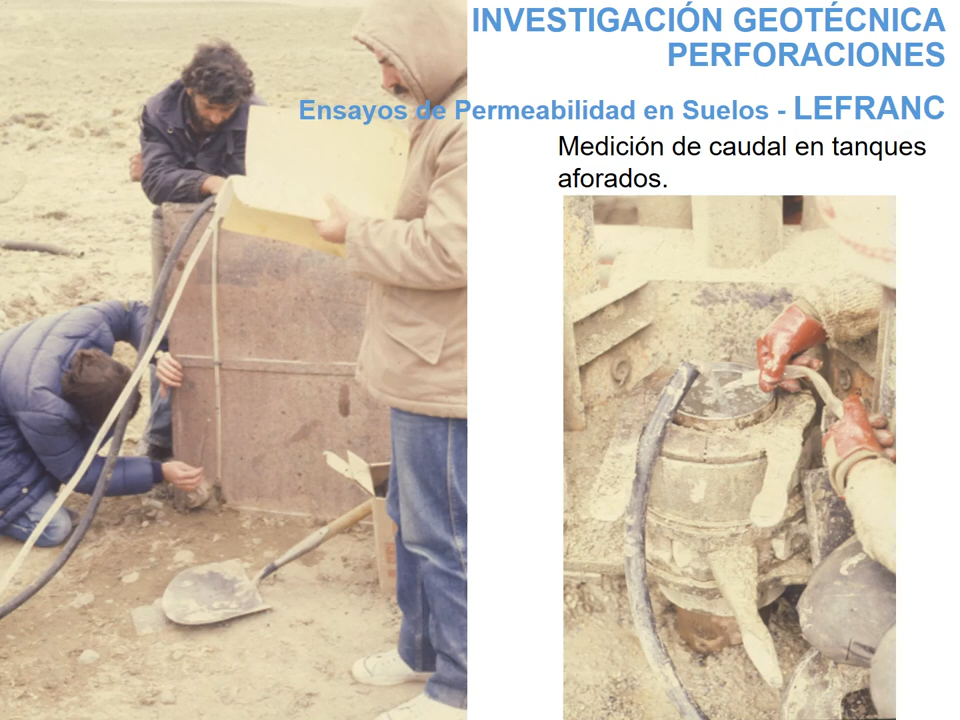 INVESTIGACIÓN GEOTÉCNICA
PERFORACIONES
Ensayos de Permeabilidad en Suelos - LEFRANC
Medición de caudal en tanques
aforados.